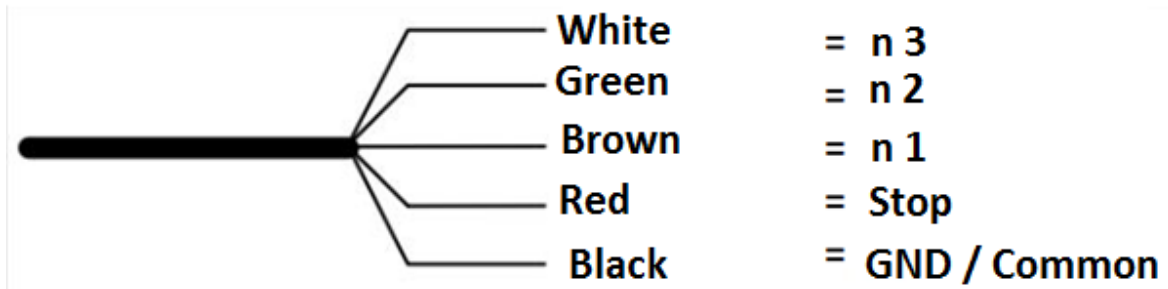 White = n 3
Green = n 2
Brown = n 1
Red = Stop
Black = GND / Common